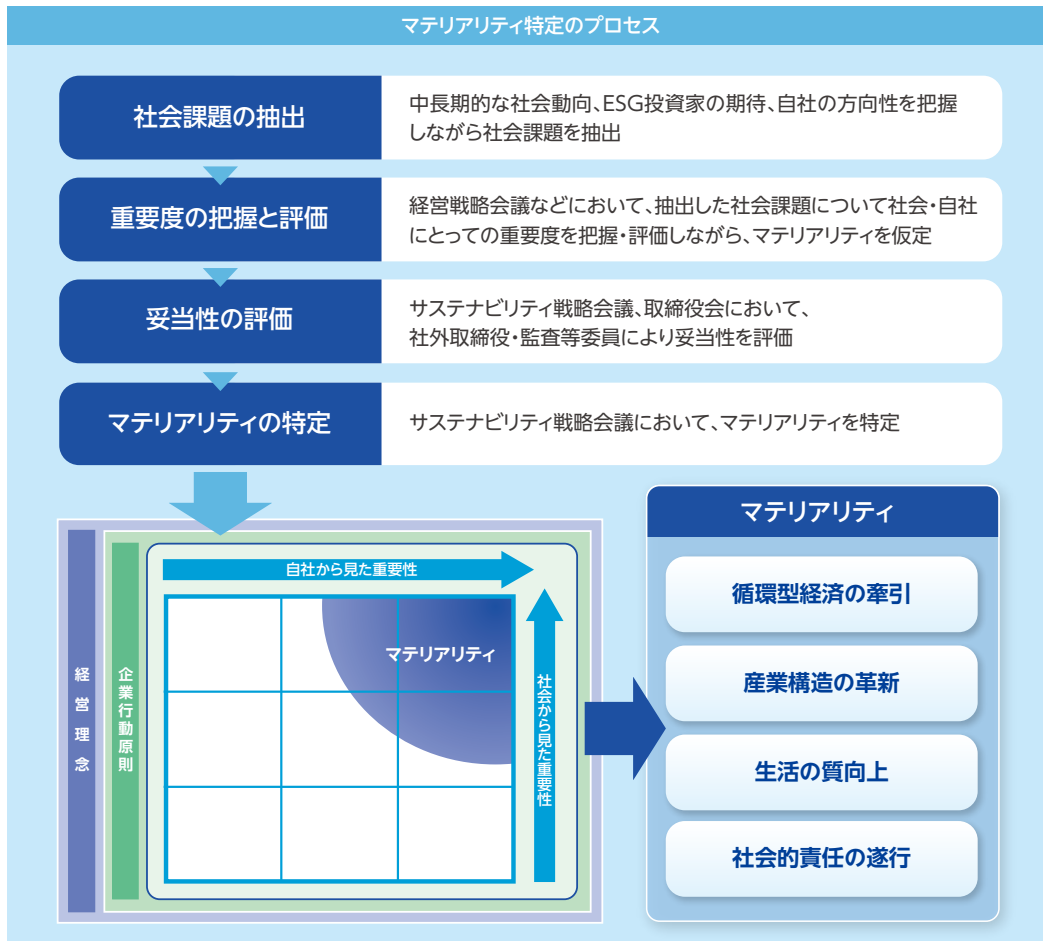 マテリアリティ特定のプロセス
社会課題の抽出
中長期的な社会動向、ESG投資家の期待、自社の方向性を把握
しながら社会課題を抽出
重要度の把握と評価
経営戦略会議などにおいて、抽出した社会課題について社会・自社
にとっての重要度を把握・評価しながら、マテリアリティを仮定
妥当性の評価
サステナビリティ戦略会議、取締役会において、
社外取締役・監査等委員により妥当性を評価
マテリアリティの特定
サステナビリティ戦略会議において、マテリアリティを特定
経営理念
企業行動原則
自社から見た重要性
マテリアリティ
社会から見た重要性
マテリアリティ
循環型経済の牽引
産業構造の革新
生活の質向上
社会的責任の遂行